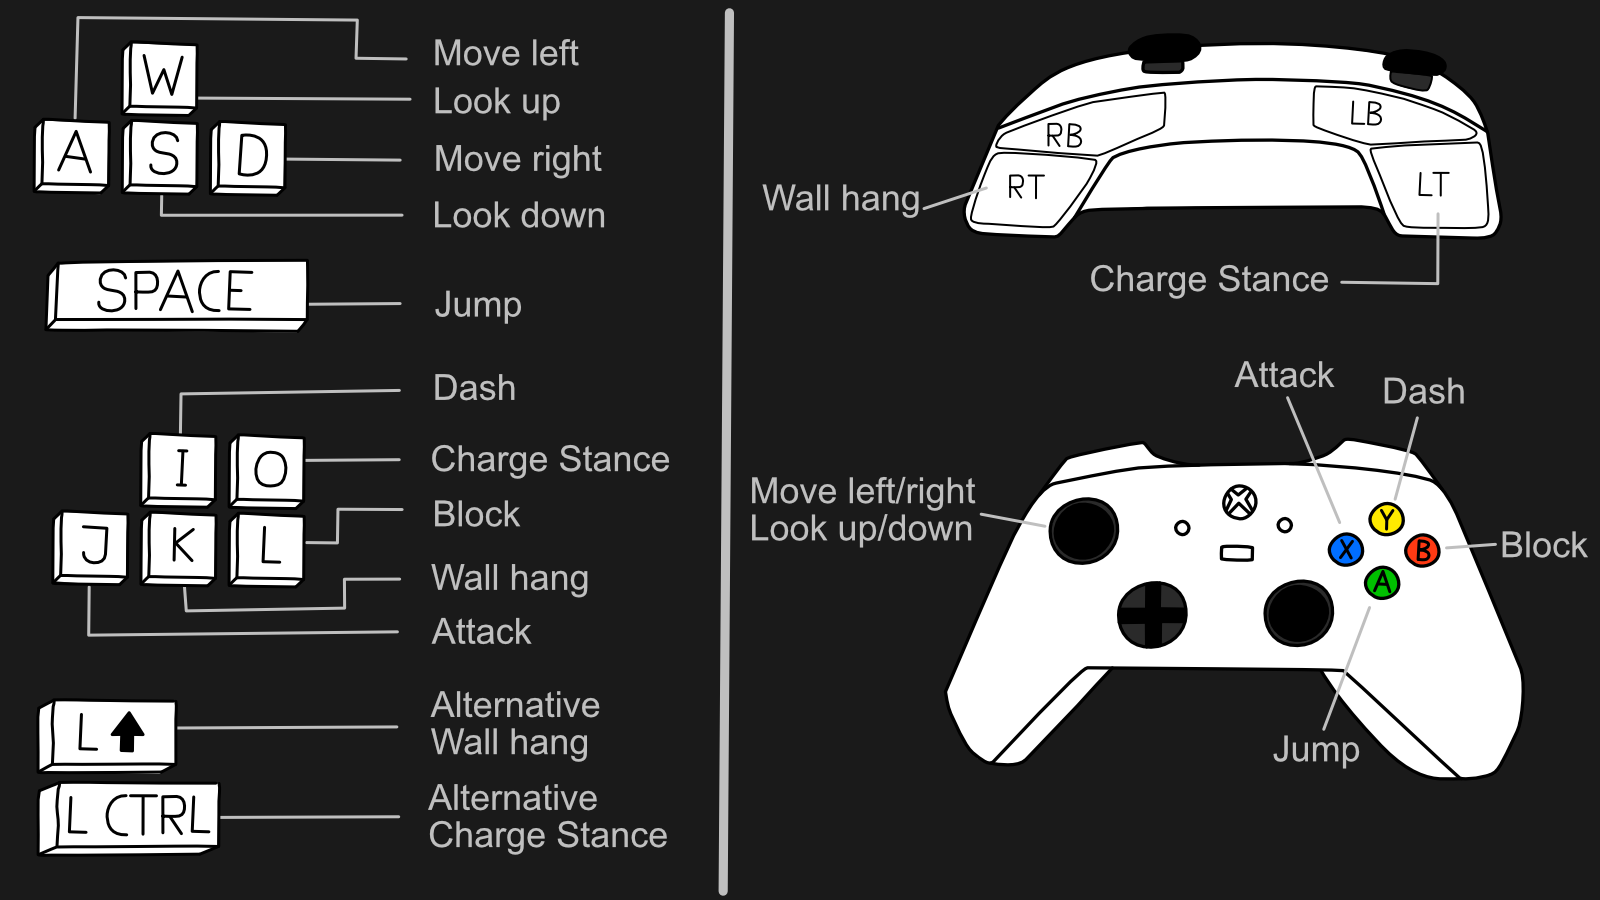 Move left
W
Look up
A
S
D
Move right
Look down
SPACE
Jump
Dash
I
O
Charge Stance
J
K
L
Block
Wall hang
Attack
L
Alternative
Wall hang
L CTRL
Alternative
Charge Stance
RB
LB
RT
LT
Wall hang
Charge Stance
Attack
Dash
Move left/right
Look up/down
Y
X
B
A
Block
Jump